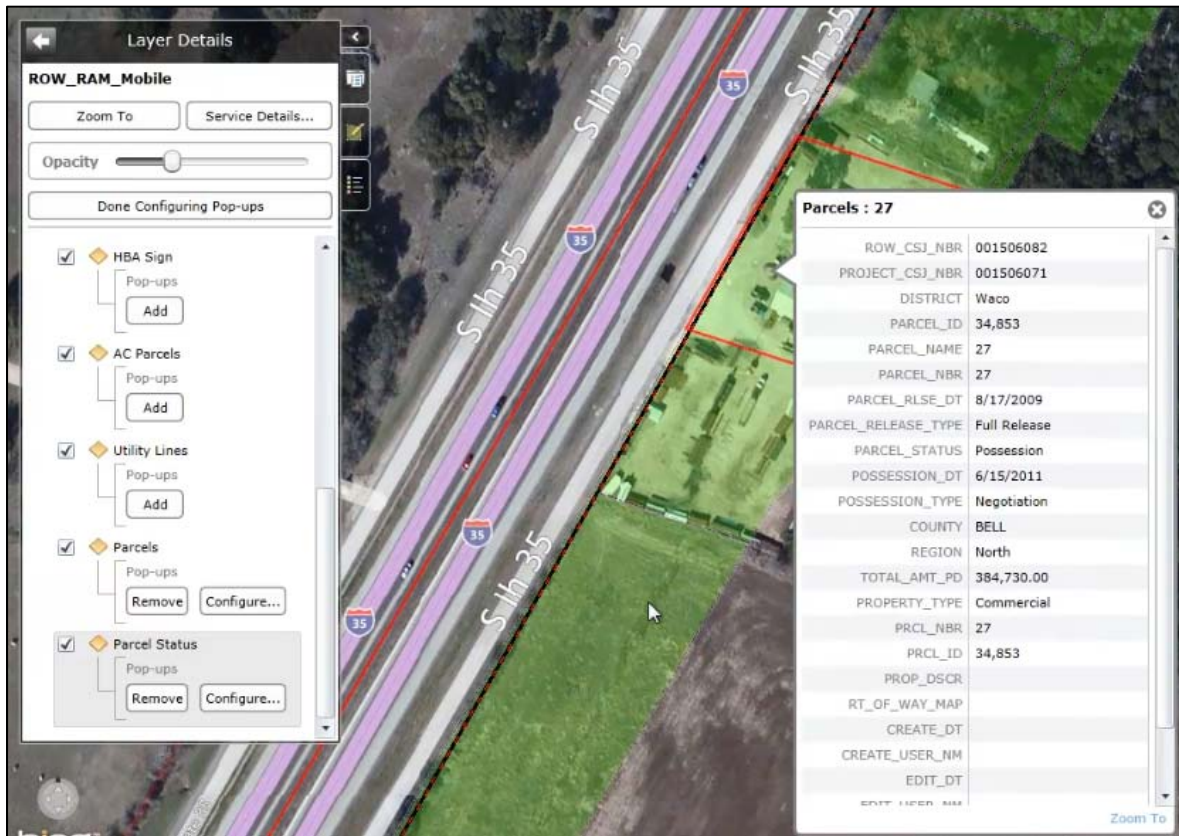 Layer Details
ROW_RAM_Mobile
Zoom To
Service Details...
Opacity
Done Configuring Pop-ups
HBA Sign
Pop-ups
Add
AC Parcels
Pop-ups
Add
Utility Lines
Pop-ups
Add
Parcels
Pop-ups
Remove
Configure...
Parcel Status
Pop-ups
Remove
Configure...
S Ih 35
S Ih 35
S Ih 35
S Ih 35
35
35
35
35
Parcels : 27
ROW_CSJ_NBR 001506082
PROJECT_CSJ_NBR 001506071
DISTRICT Waco
PARCEL_ID 34,853
PARCEL_NAME 27
PARCEL_NBR 27
PARCEL_RLSE_DT 8/17/2009
PARCEL_RELEASE_TYPE Full Release
PARCEL_STATUS Possession
POSSESSION_DT 6/15/2011
POSSESSION_TYPE Negotiation
COUNTY BELL
REGION North
TOTAL_AMT_PD 384,730.00
PROPERTY_TYPE Commercial
PRCL_NBR 27
PRCL_ID 34,853
PROP_DSCR
RT_OF_WAY_MAP
CREATE_DT
CREATE_USER_NM
EDIT_DT
EDIT_USER_NM
Zoom To